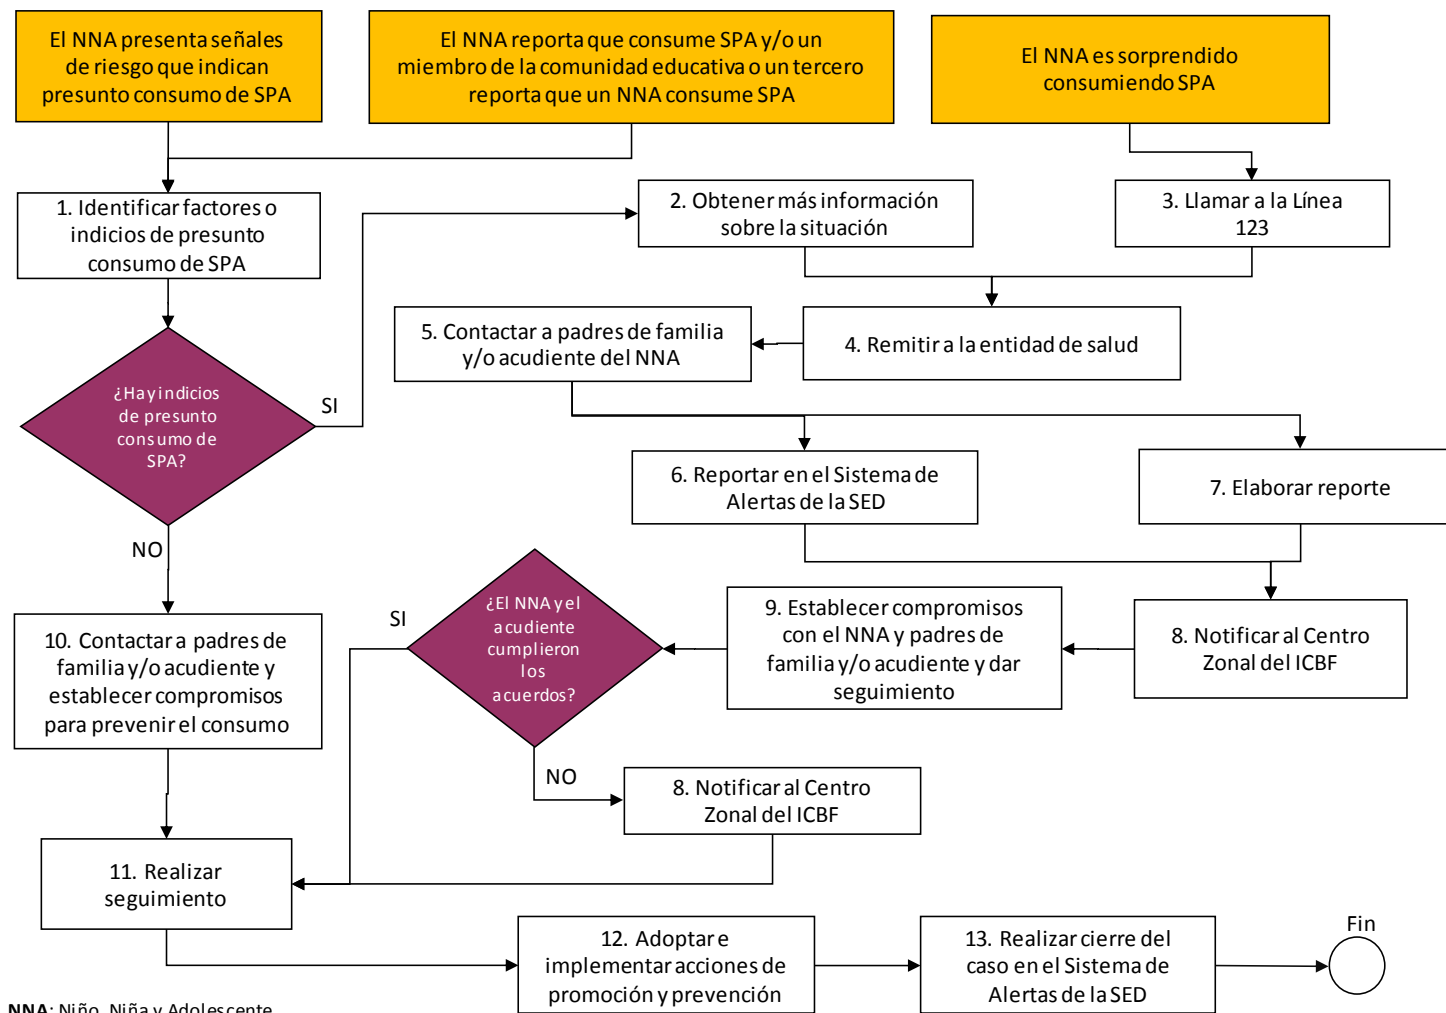 El NNA presenta señales
de riesgo que indican
presunto consumo de SPA
El NNA reporta que consume SPA y/o un
miembro de la comunidad educativa o un tercero
reporta que un NNA consume SPA
El NNA es sorprendido
consumiendo SPA
1. Identificar factores o
indicios de presunto
consumo de SPA
2. Obtener más información
sobre la situación
3. Llamar a la Línea
123
5. Contactar a padres de familia
y/o acudiente del NNA
4. Remitir a la entidad de salud
¿Hay indicios
de presunto
consumo de
SPA?
SI
6. Reportar en el Sistema de
Alertas de la SED
7. Elaborar reporte
NO
¿El NNA y el
acudiente
cumplieron
los
acuerdos?
SI
9. Establecer compromisos
con el NNA y padres de
familia y/o acudiente y dar
seguimiento
8. Notificar al Centro
Zonal del ICBF
10. Contactar a padres de
familia y/o acudiente y
establecer compromisos
para prevenir el consumo
NO
8. Notificar al Centro
Zonal del ICBF
11. Realizar
seguimiento
12. Adoptar e
implementar acciones de
promoción y prevención
13. Realizar cierre del
caso en el Sistema de
Alertas de la SED
Fin
NNA: Niño, Niña y Adolescente